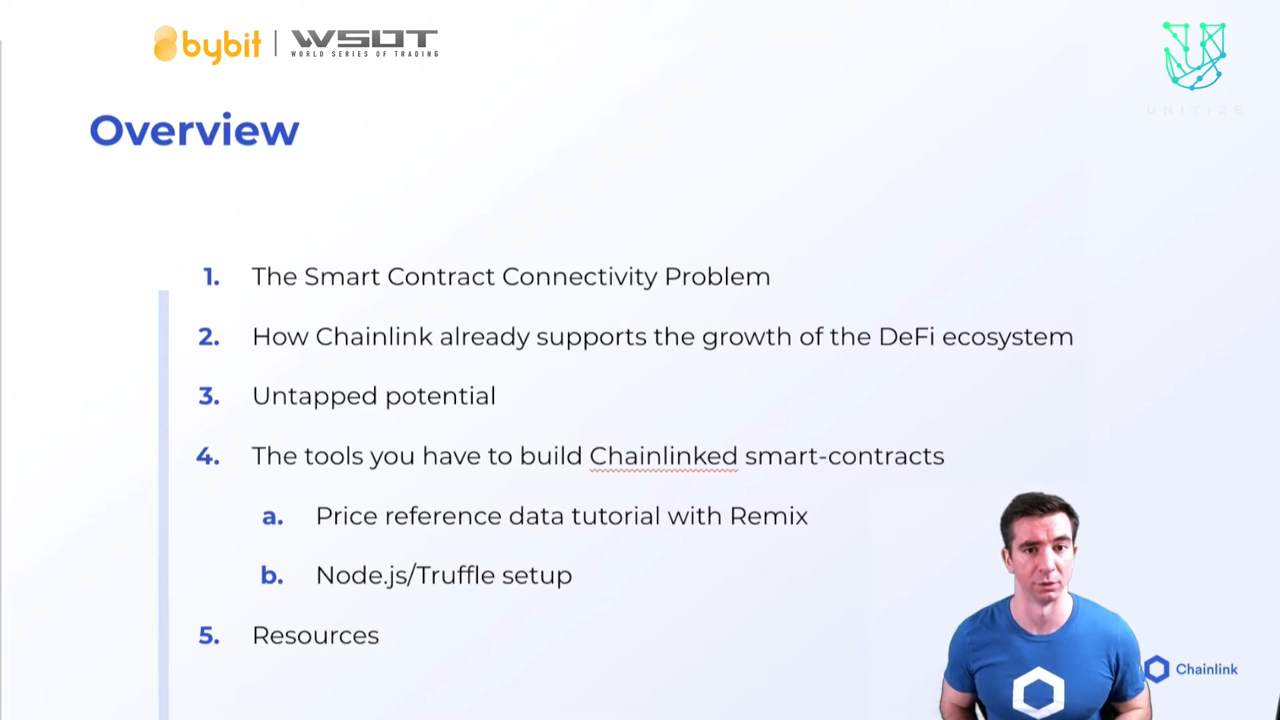 bybit | WSOT
WORLD SERIES OF TRADING
UNITIZE
Overview
1. The Smart Contract Connectivity Problem
2. How Chainlink already supports the growth of the DeFi ecosystem
3. Untapped potential
4. The tools you have to build Chainlinked smart-contracts
a. Price reference data tutorial with Remix
b. Node.js/Truffle setup
5. Resources
Chainlink